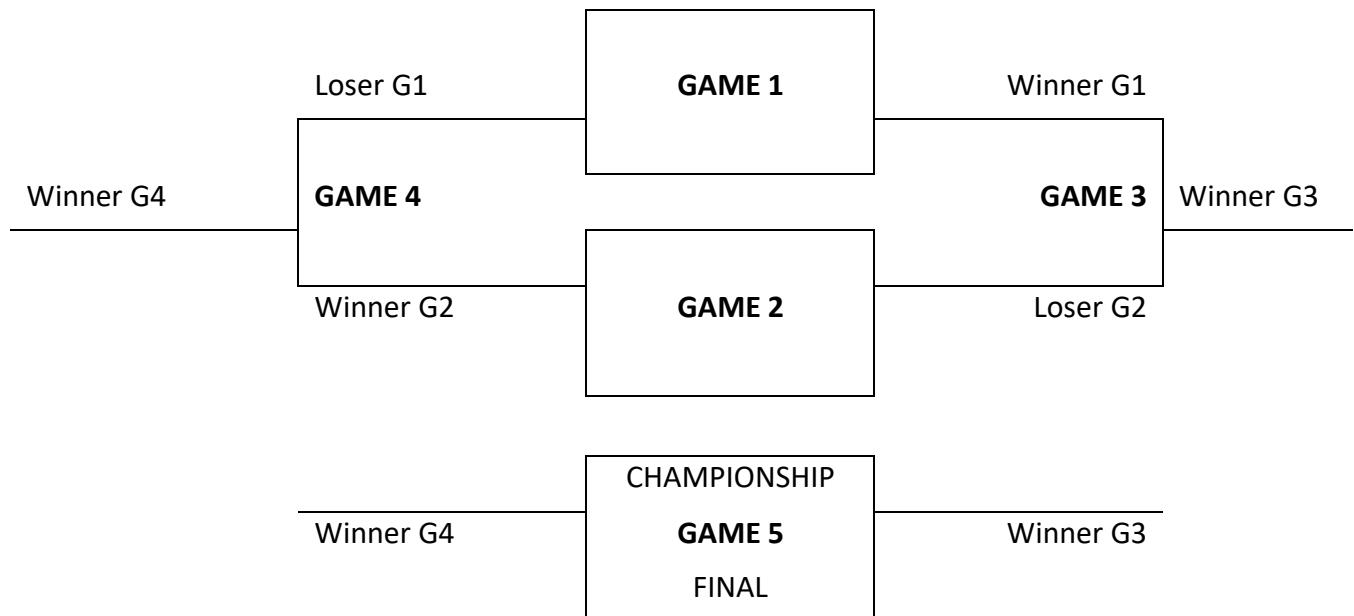 Loser G1 GAME 1 Winner G1
Winner G4 GAME 4 GAME 3 Winner G3
Winner G2 GAME 2 Loser G2
CHAMPIONSHIP
Winner G4 GAME 5 Winner G3
FINAL